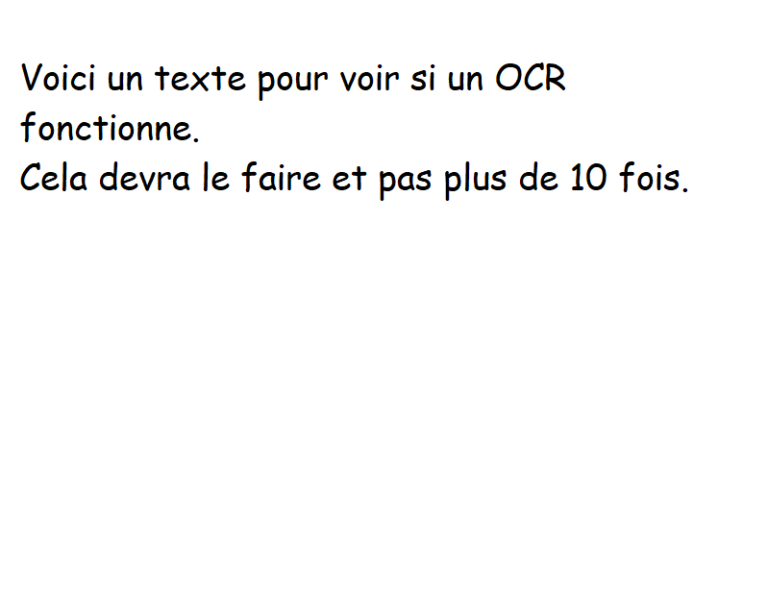 Voici un texte pour voir si un OCR
fonctionne.
Cela devra le faire et pas plus de 10 fois.